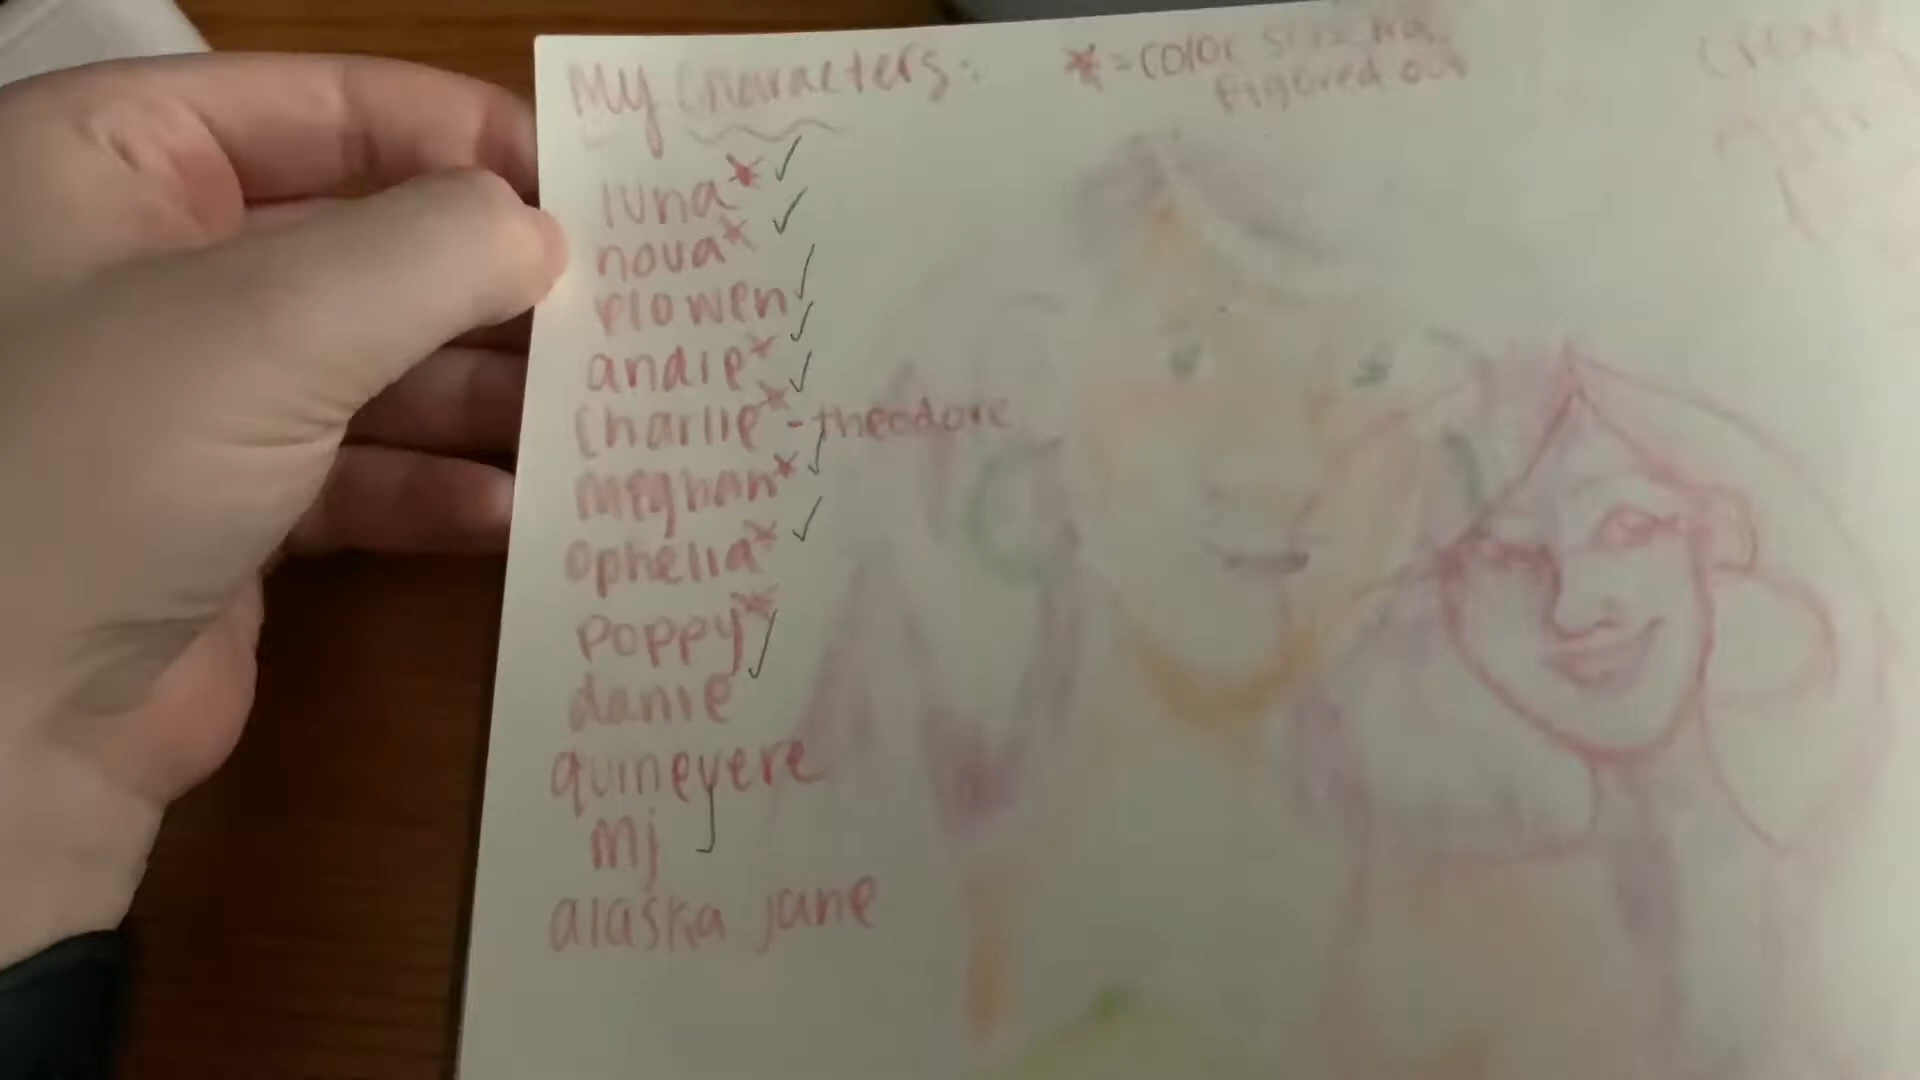 My Characters:
* = color
figured out
luna* ✓
nova* ✓
rowen ✓
andie* ✓
Charlie* - theodore ✓
Meghan* ✓
Ophelia* ✓
Poppy* ✓
danie
quineyere
mj
alaska jane